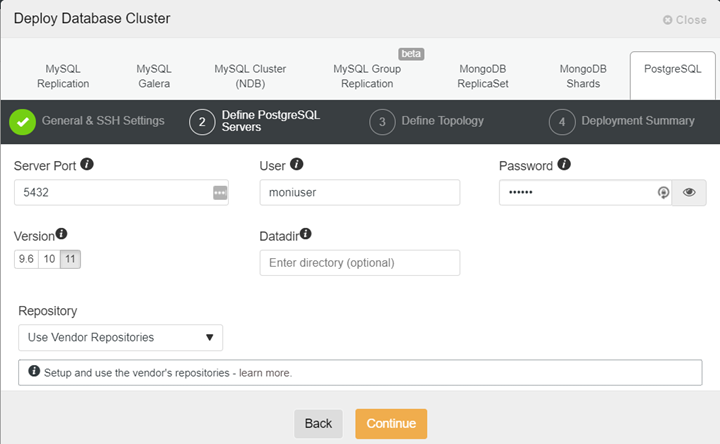 Deploy Database Cluster
Close
beta
MySQL
Replication
MySQL
Galera
MySQL Cluster
(NDB)
MySQL Group
Replication
MongoDB
ReplicaSet
MongoDB
Shards
PostgreSQL
General & SSH Settings
2
Define PostgreSQL
Servers
3
Define Topology
4
Deployment Summary
Server Port
User
Password
5432
moniuser
••••••
Version
Datadir
9.6 10 11
Enter directory (optional)
Repository
Use Vendor Repositories
Setup and use the vendor's repositories - learn more.
Back
Continue